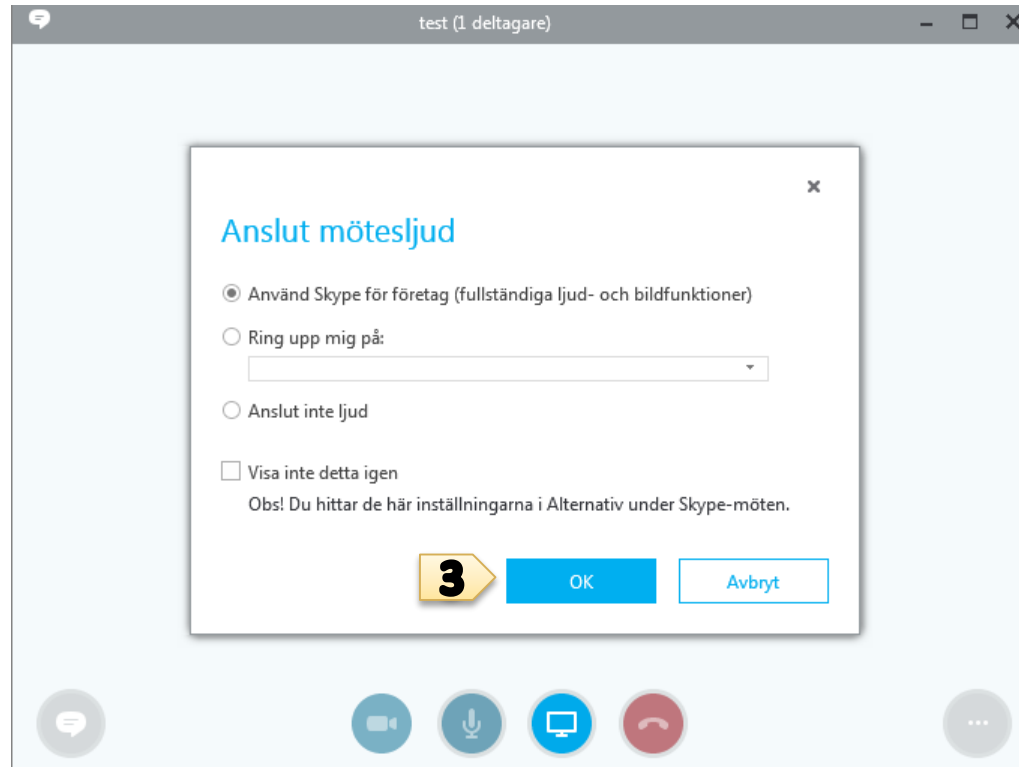 test (1 deltagare)
Anslut mötesljud
Använd Skype för företag (fullständiga ljud- och bildfunktioner)
Ring upp mig på:
Anslut inte ljud
Visa inte detta igen
Obs! Du hittar de här inställningarna i Alternativ under Skype-möten.
3
OK
Avbryt